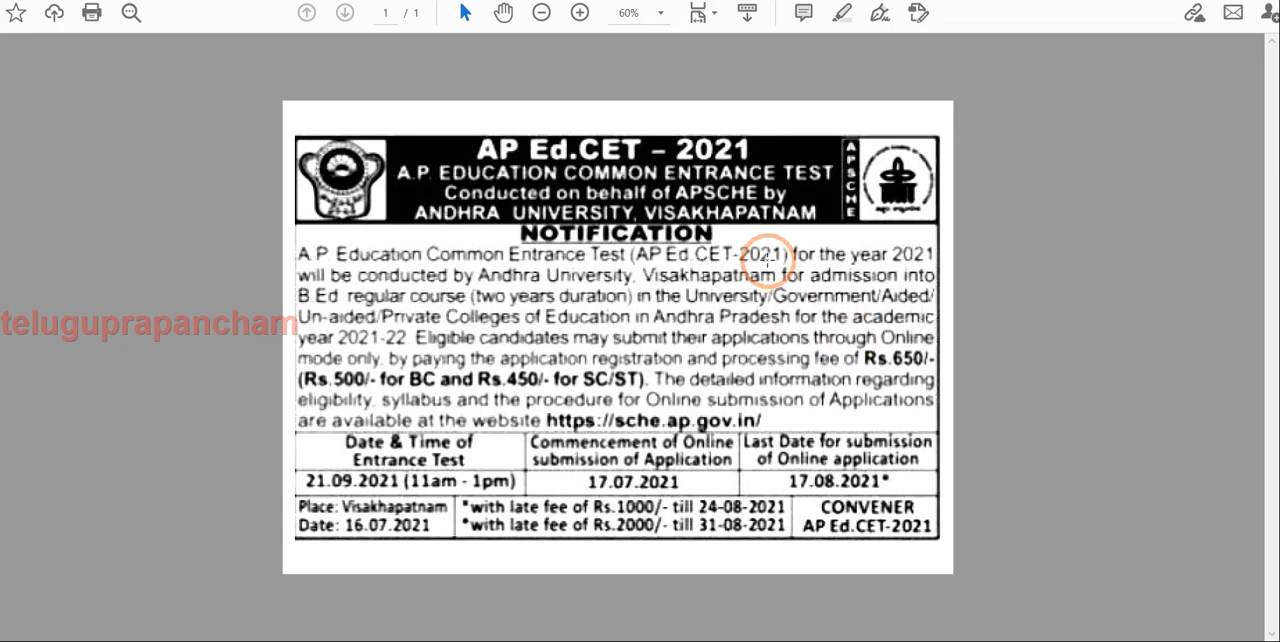 1 / 1 60%
AP Ed.CET – 2021
A.P. EDUCATION COMMON ENTRANCE TEST
Conducted on behalf of APSCHE by
ANDHRA UNIVERSITY, VISAKHAPATNAM
APSCHE
NOTIFICATION
A P Education Common Entrance Test (AP Ed.CET-2021) for the year 2021
will be conducted by Andhra University, Visakhapatnam for admission into
B Ed regular course (two years duration) in the University/Government/Aided/
Un-aided/Private Colleges of Education in Andhra Pradesh for the academic
year 2021-22 Eligible candidates may submit their applications through Online
mode only, by paying the application registration and processing fee of Rs.650/-
(Rs.500/- for BC and Rs.450/- for SC/ST). The detailed information regarding
eligibility, syllabus and the procedure for Online submission of Applications
are available at the website https://sche.ap.gov.in/
teluguprapancham
Date & Time of
Entrance Test
Commencement of Online
submission of Application
Last Date for submission
of Online application
21.09.2021 (11am - 1pm) 17.07.2021 17.08.2021*
Place: Visakhapatnam
Date: 16.07.2021
*with late fee of Rs.1000/- till 24-08-2021
*with late fee of Rs.2000/- till 31-08-2021
CONVENER
AP Ed.CET-2021